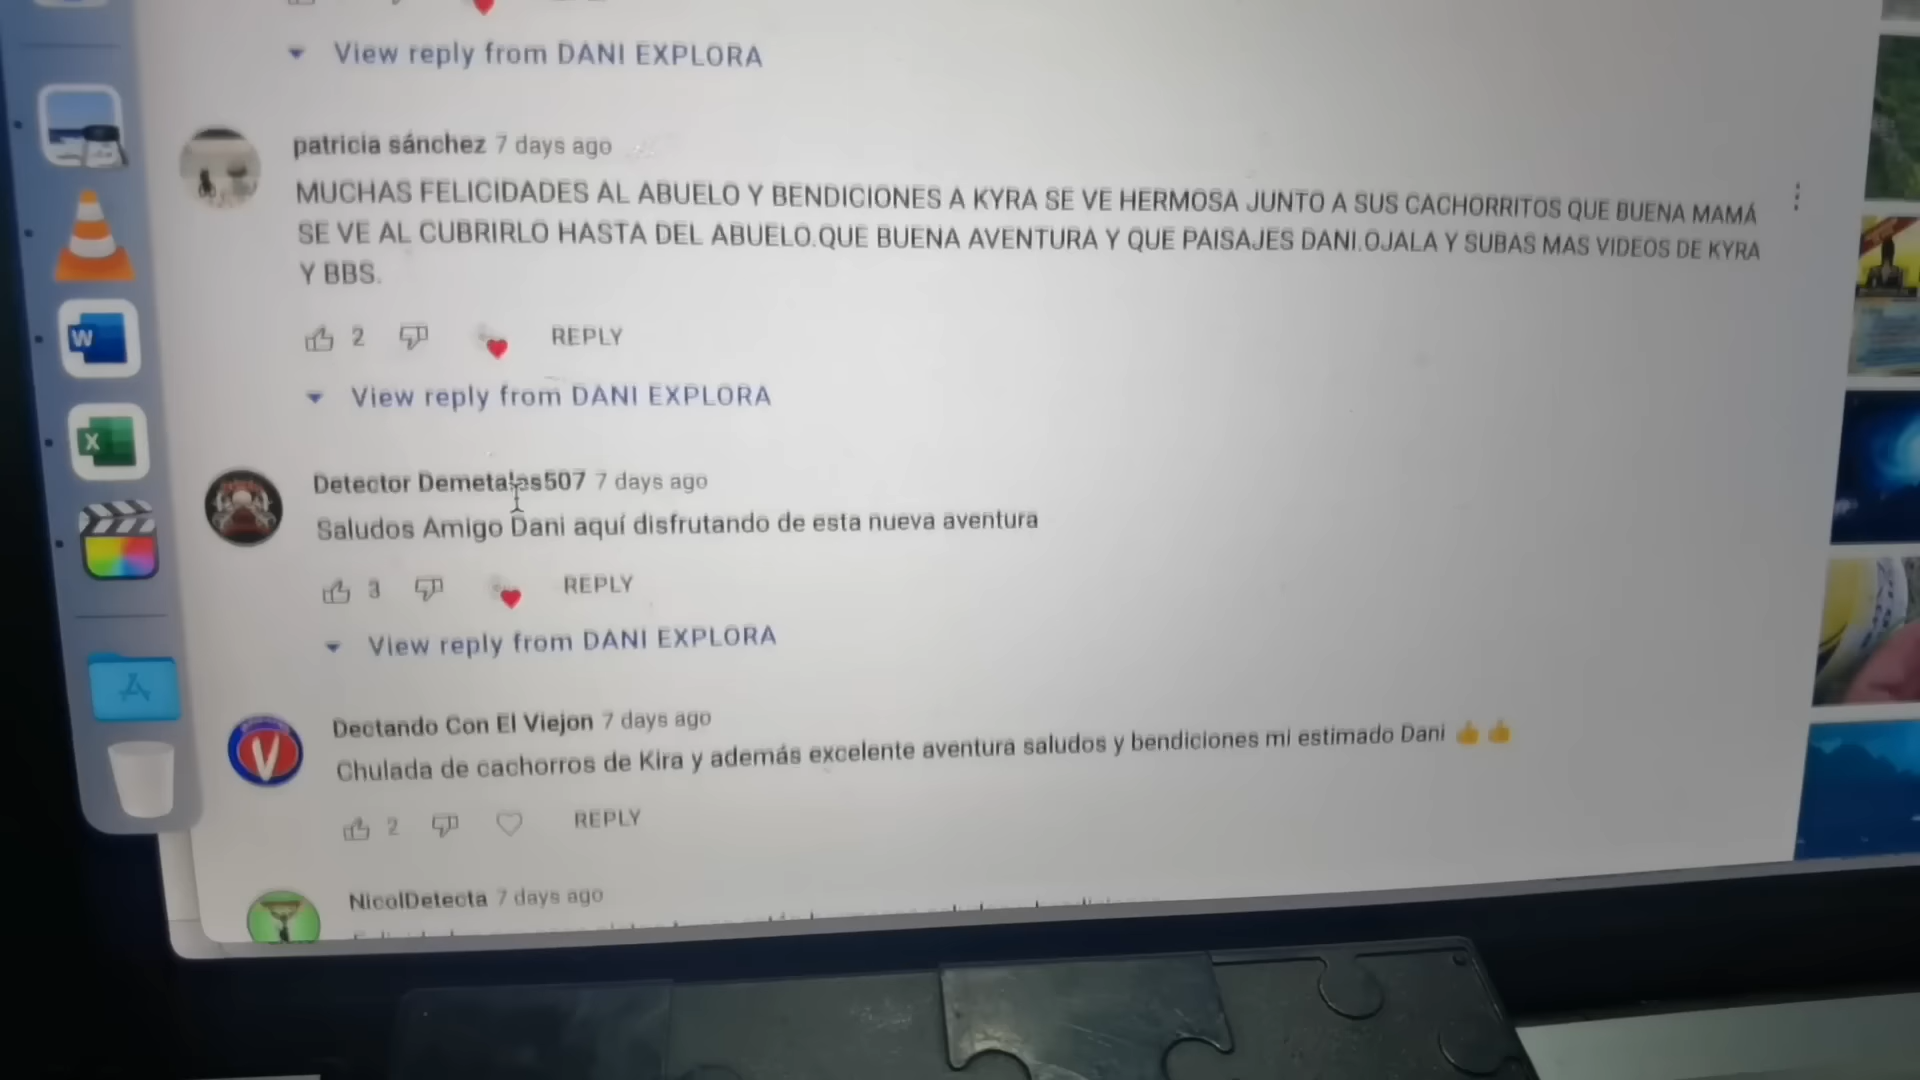 View reply from DANI EXPLORA
patricia sánchez 7 days ago
MUCHAS FELICIDADES AL ABUELO Y BENDICIONES A KYRA SE VE HERMOSA JUNTO A SUS CACHORRITOS QUE BUENA MAMÁ
SE VE AL CUBRIRLO HASTA DEL ABUELO.QUE BUENA AVENTURA Y QUE PAISAJES DANI.OJALA Y SUBAS MAS VIDEOS DE KYRA
Y BBS.
2 REPLY
View reply from DANI EXPLORA
Detector Demetales507 7 days ago
Saludos Amigo Dani aquí disfrutando de esta nueva aventura
3 REPLY
View reply from DANI EXPLORA
Dectando Con El Viejon 7 days ago
Chulada de cachorros de Kira y además excelente aventura saludos y bendiciones mi estimado Dani 👍👍
2 REPLY
NicolDetecta 7 days ago
W
X
V